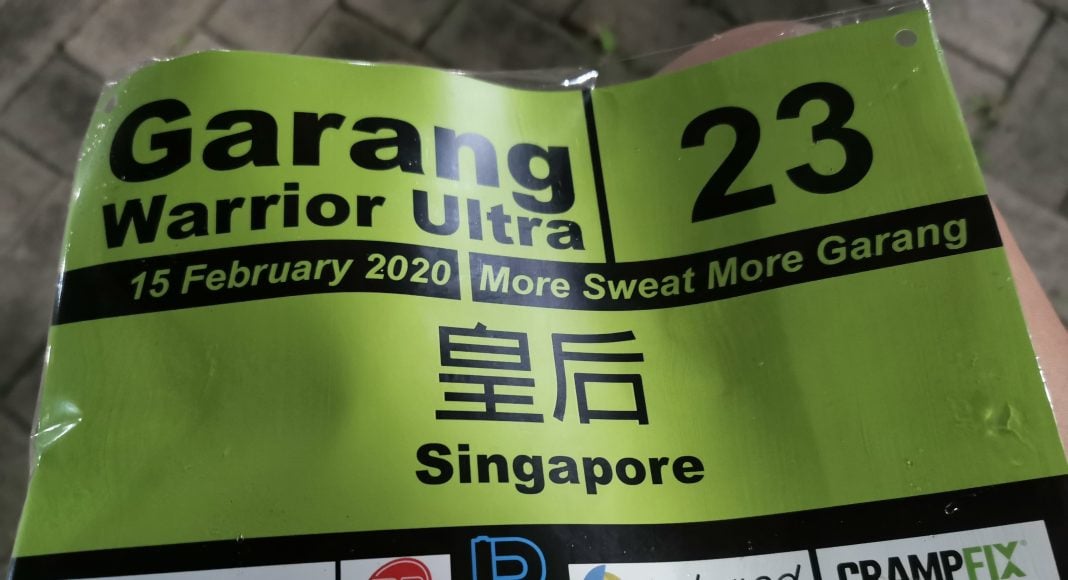 Garang
Warrior Ultra
23
15 February 2020
More Sweat More Garang
皇后
Singapore
CRAMPFIX